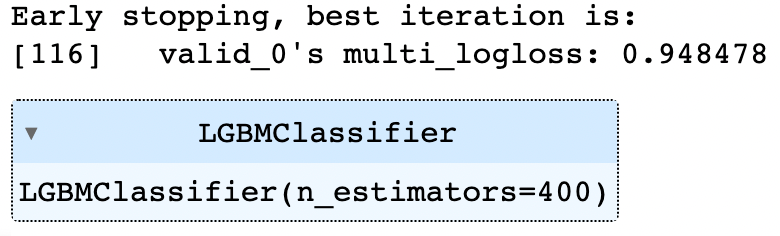 Early stopping, best iteration is:
[116]   valid_0's multi_logloss: 0.948478
▼ LGBMClassifier
LGBMClassifier(n_estimators=400)